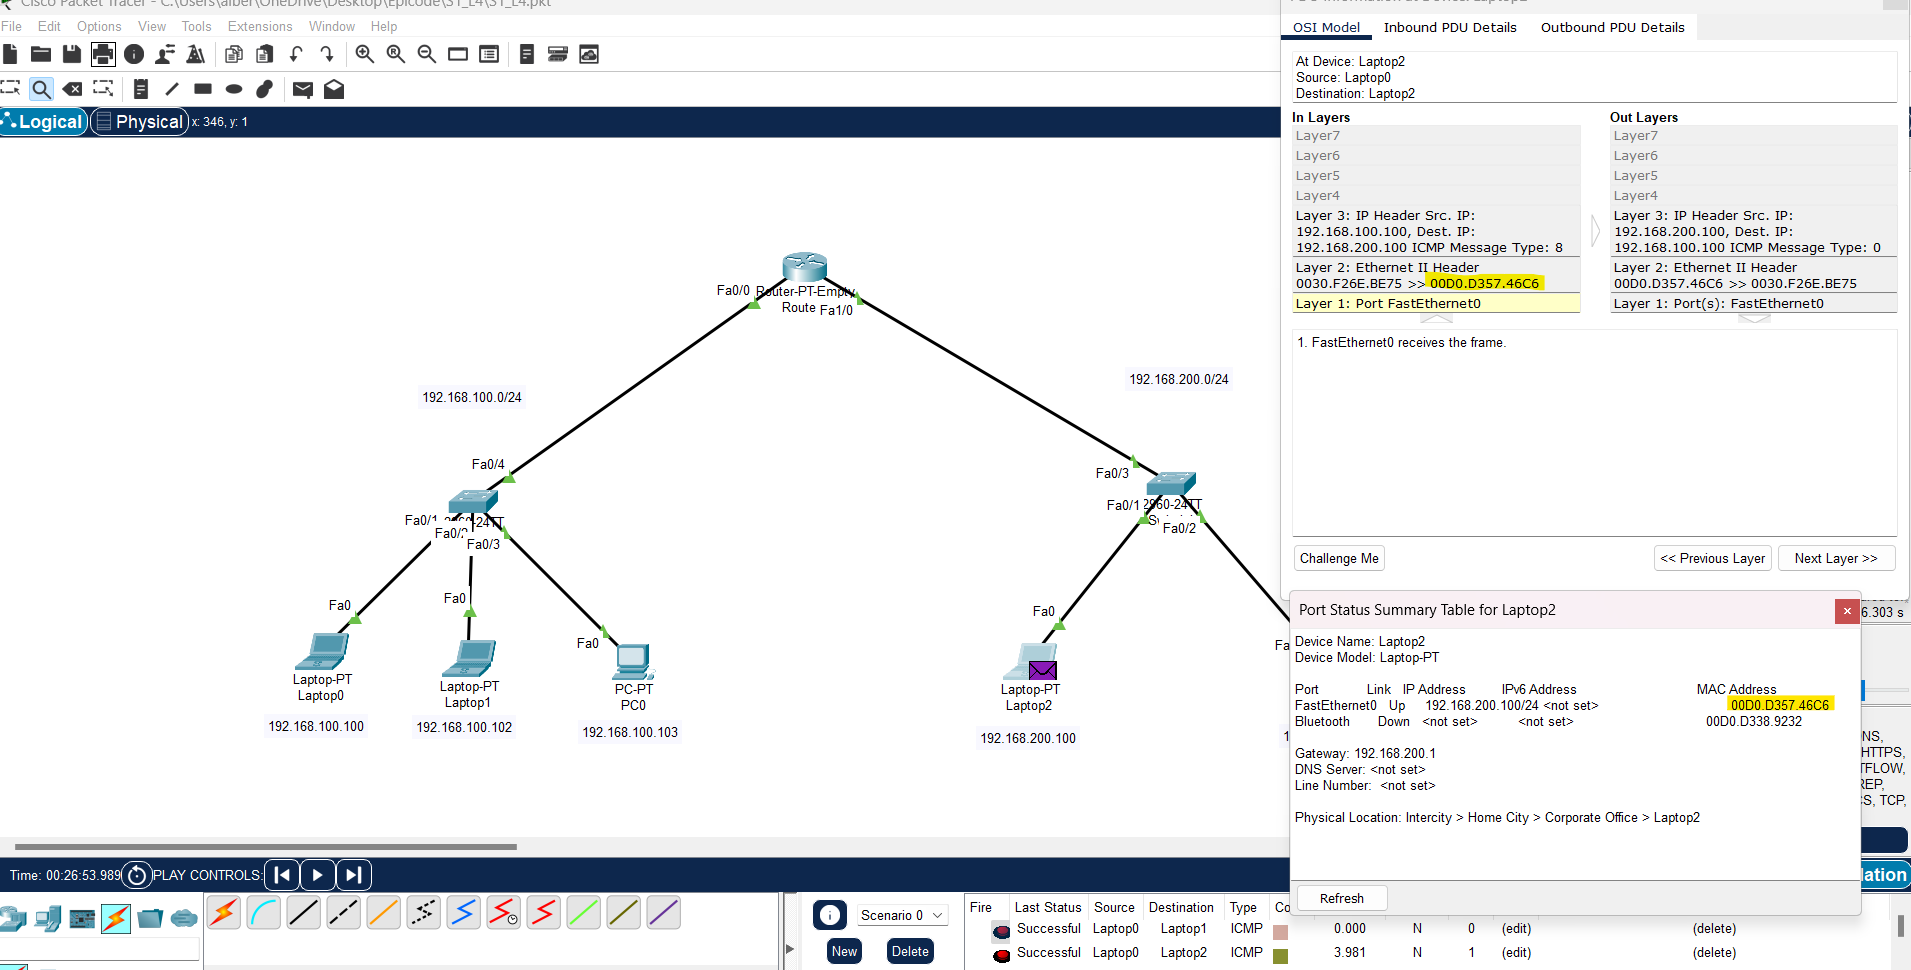 Cisco Packet Tracer - C:\Users\alber\OneDrive\Desktop\Epicode\S1_L4\S1_L4.pkt
File Edit Options View Tools Extensions Window Help
Logical Physical x: 346, y: 1
Fa0/0 Router-PT-Empty
Route Fa1/0
192.168.100.0/24
192.168.200.0/24
Fa0/4
Fa0/3
Fa0/1 2960-24TT
Fa0/2
Fa0/3
Fa0/1 2960-24TT
Fa0/2
Fa0
Fa0
Fa0
Fa0
Fa
Laptop-PT
Laptop0
Laptop-PT
Laptop1
PC-PT
PC0
Laptop-PT
Laptop2
192.168.100.100
192.168.100.102
192.168.100.103
192.168.200.100
1
OSI Model Inbound PDU Details Outbound PDU Details
At Device: Laptop2
Source: Laptop0
Destination: Laptop2
In Layers
Layer7
Layer6
Layer5
Layer4
Layer 3: IP Header Src. IP:
192.168.100.100, Dest. IP:
192.168.200.100 ICMP Message Type: 8
Layer 2: Ethernet II Header
0030.F26E.BE75 >> 00D0.D357.46C6
Layer 1: Port FastEthernet0
Out Layers
Layer7
Layer6
Layer5
Layer4
Layer 3: IP Header Src. IP:
192.168.200.100, Dest. IP:
192.168.100.100 ICMP Message Type: 0
Layer 2: Ethernet II Header
00D0.D357.46C6 >> 0030.F26E.BE75
Layer 1: Port(s): FastEthernet0
1. FastEthernet0 receives the frame.
Challenge Me << Previous Layer Next Layer >>
6.303 s
Port Status Summary Table for Laptop2
Device Name: Laptop2
Device Model: Laptop-PT
Port Link IP Address IPv6 Address MAC Address
FastEthernet0 Up 192.168.200.100/24 <not set> 00D0.D357.46C6
Bluetooth Down <not set> <not set> 00D0.D338.9232
Gateway: 192.168.200.1
DNS Server: <not set>
Line Number: <not set>
Physical Location: Intercity > Home City > Corporate Office > Laptop2
Refresh
NS,
HTTPS,
TFLOW,
REP,
S, TCP,
lation
Time: 00:26:53.989 PLAY CONTROLS:
Scenario 0
New Delete
Fire Last Status Source Destination Type Co
Successful Laptop0 Laptop1 ICMP 0.000 N 0 (edit) (delete)
Successful Laptop0 Laptop2 ICMP 3.981 N 1 (edit) (delete)